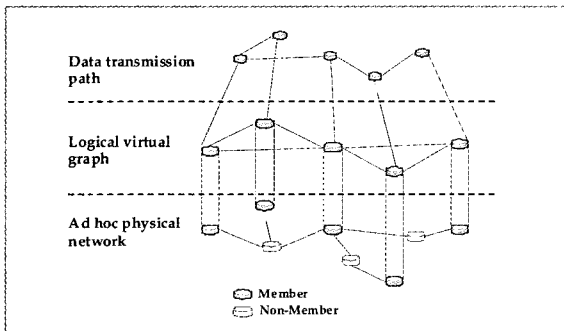 Data transmission
path
Logical virtual
graph
Ad hoc physical
network
Member
Non-Member